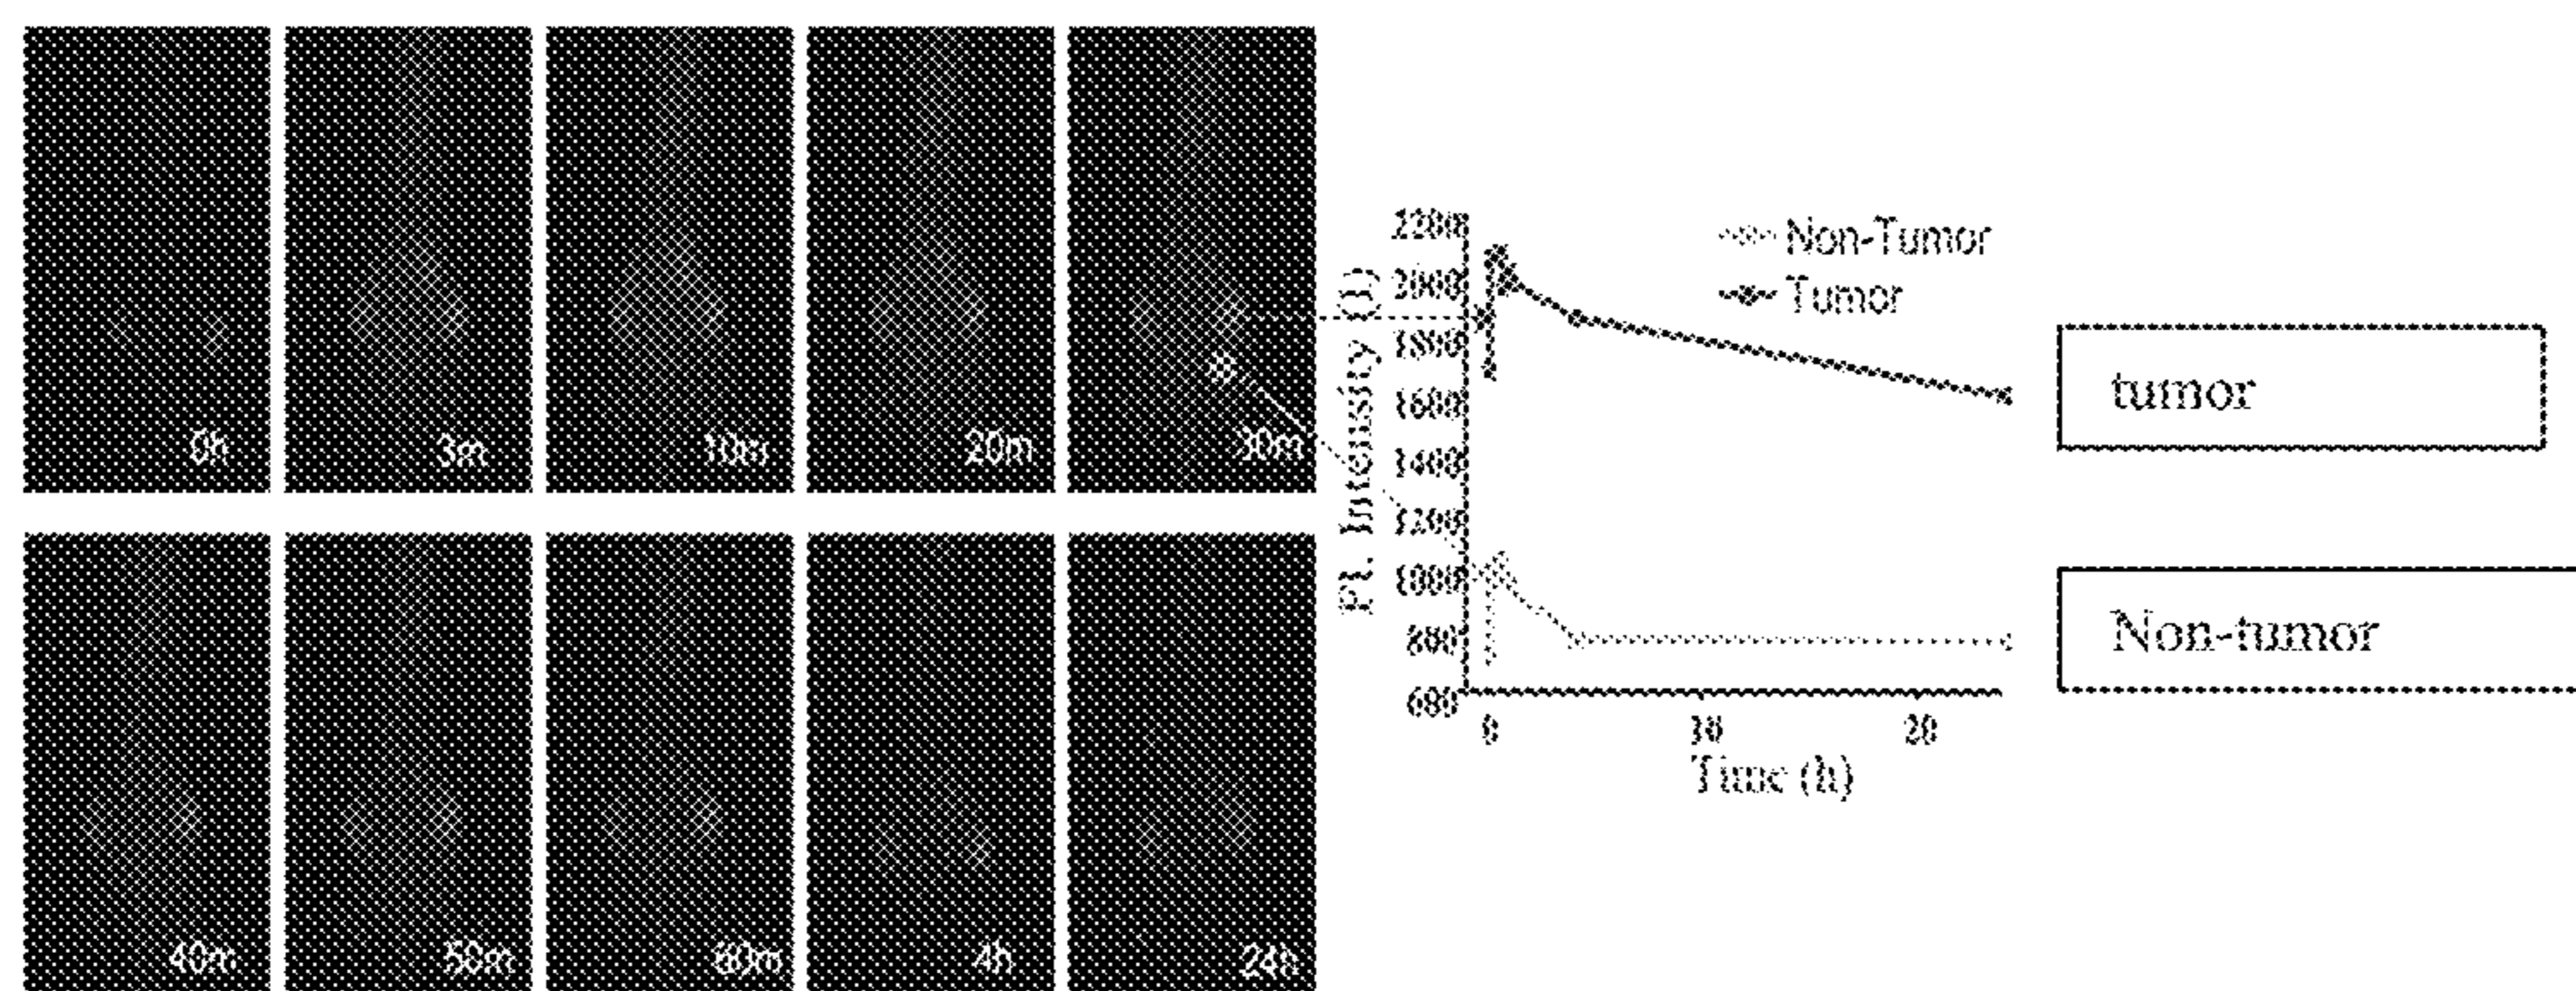 0h
3m
10m
20m
30m
40m
50m
60m
4h
24h
Fl. Intensity (I)
2200
2000
1800
1600
1400
1200
1000
800
600
0
10
20
Time (h)
Non-Tumor
Tumor
tumor
Non-tumor